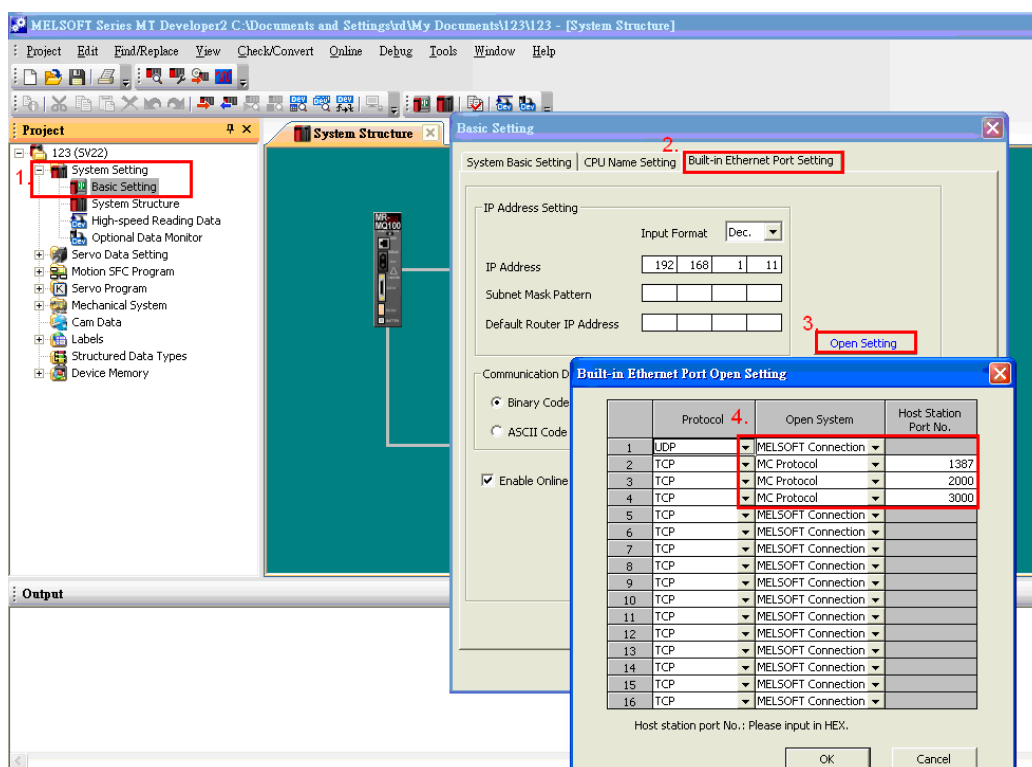 MELSOFT Series MT Developer2 C:\Documents and Settings\rd\My Documents\123\123 - [System Structure]
Project Edit Find/Replace View Check/Convert Online Debug Tools Window Help
Project
123 (SV22)
1.
System Setting
Basic Setting
System Structure
High-speed Reading Data
Optional Data Monitor
Servo Data Setting
Motion SFC Program
Servo Program
Mechanical System
Cam Data
Labels
Structured Data Types
Device Memory
System Structure
MR-
MQ100
Basic Setting
2.
System Basic Setting CPU Name Setting Built-in Ethernet Port Setting
IP Address Setting
Input Format Dec.
IP Address 192 168 1 11
Subnet Mask Pattern
Default Router IP Address
3.
Open Setting
Communication D
Binary Code
ASCII Code
Enable Online
Built-in Ethernet Port Open Setting
Protocol 4. Open System Host Station Port No.
1 UDP MELSOFT Connection
2 TCP MC Protocol 1387
3 TCP MC Protocol 2000
4 TCP MC Protocol 3000
5 TCP MELSOFT Connection
6 TCP MELSOFT Connection
7 TCP MELSOFT Connection
8 TCP MELSOFT Connection
9 TCP MELSOFT Connection
10 TCP MELSOFT Connection
11 TCP MELSOFT Connection
12 TCP MELSOFT Connection
13 TCP MELSOFT Connection
14 TCP MELSOFT Connection
15 TCP MELSOFT Connection
16 TCP MELSOFT Connection
Host station port No.: Please input in HEX.
OK Cancel
Output